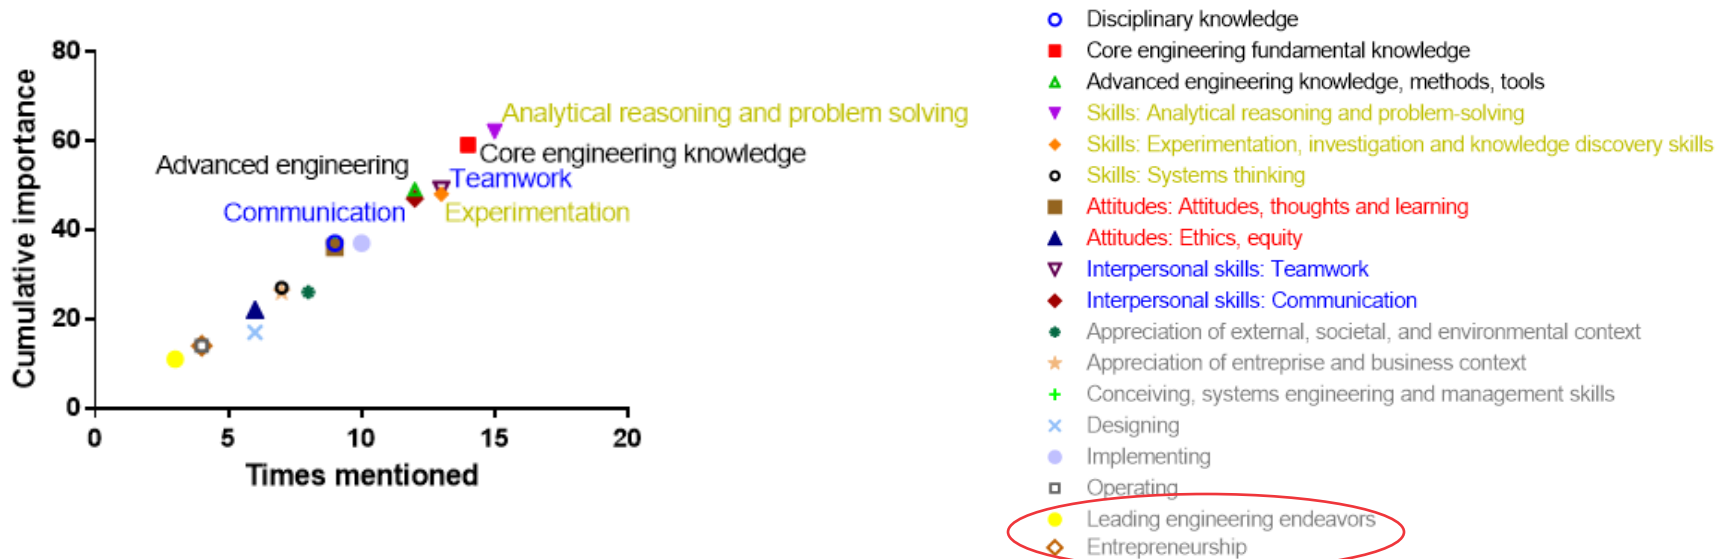 80
60
40
20
0
0
5
10
15
20
Cumulative importance
Times mentioned
Analytical reasoning and problem solving
Core engineering knowledge
Advanced engineering
Teamwork
Communication
Experimentation
Disciplinary knowledge
Core engineering fundamental knowledge
Advanced engineering knowledge, methods, tools
Skills: Analytical reasoning and problem-solving
Skills: Experimentation, investigation and knowledge discovery skills
Skills: Systems thinking
Attitudes: Attitudes, thoughts and learning
Attitudes: Ethics, equity
Interpersonal skills: Teamwork
Interpersonal skills: Communication
Appreciation of external, societal, and environmental context
Appreciation of entreprise and business context
Conceiving, systems engineering and management skills
Designing
Implementing
Operating
Leading engineering endeavors
Entrepreneurship